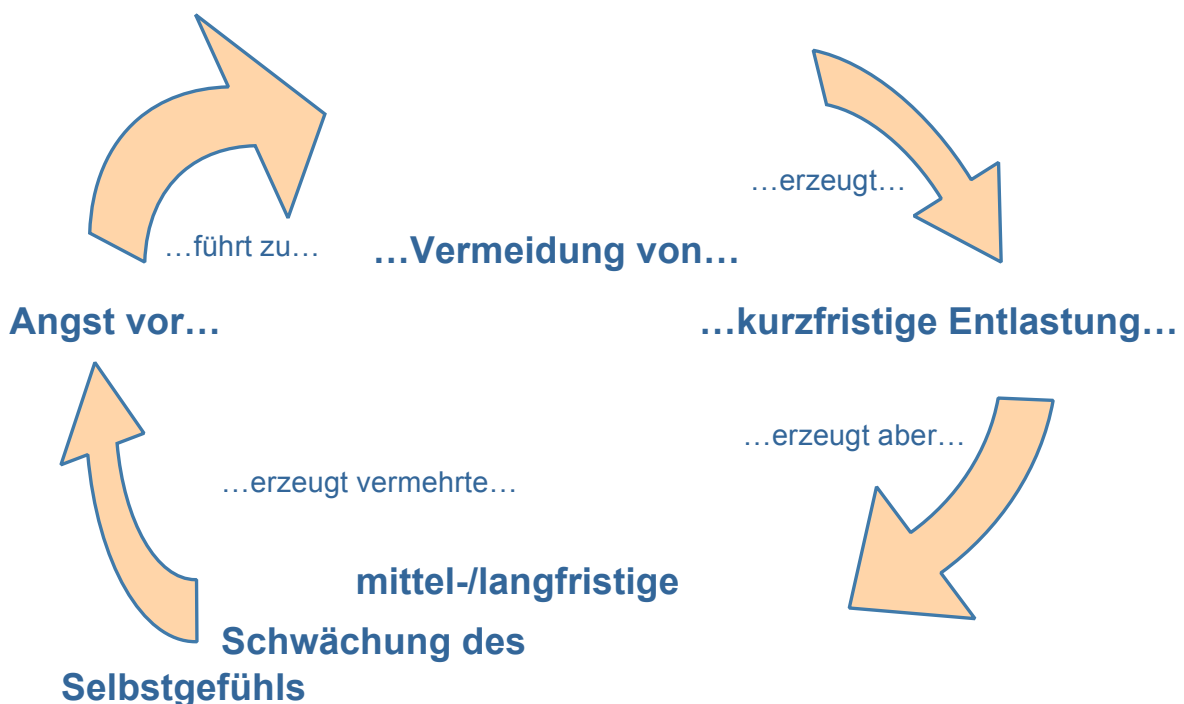 …erzeugt…
…führt zu…
…Vermeidung von…
Angst vor…
…kurzfristige Entlastung…
…erzeugt aber…
…erzeugt vermehrte…
mittel-/langfristige
Schwächung des
Selbstgefühls